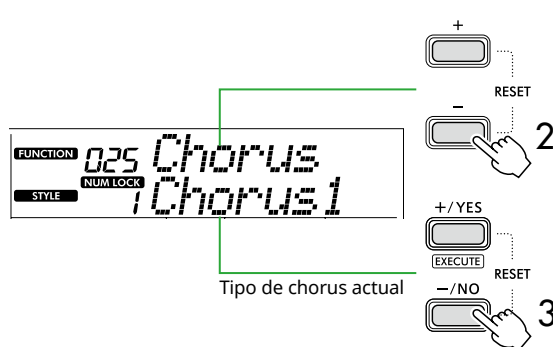 +
RESET
-
2
FUNCTION 025 Chorus
NUM LOCK
STYLE 1 Chorus1
+/YES
EXECUTE
RESET
Tipo de chorus actual
-/NO
3